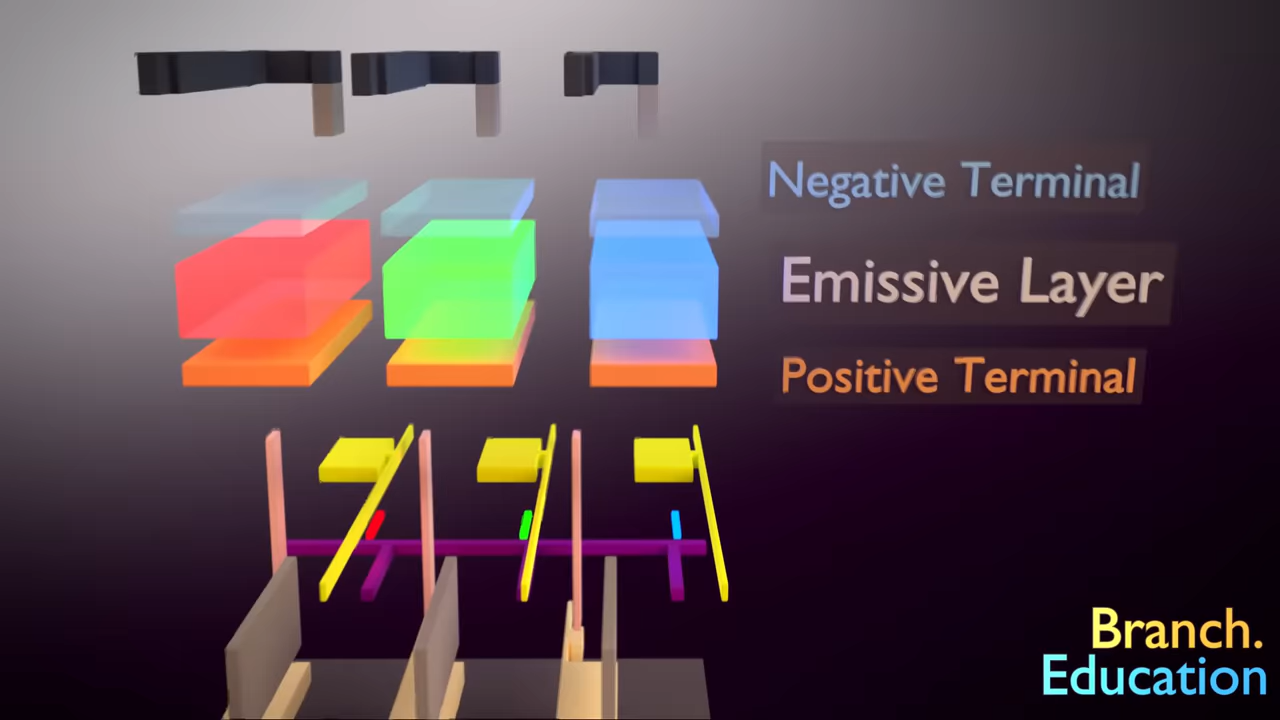 Negative Terminal
Emissive Layer
Positive Terminal
Branch.
Education